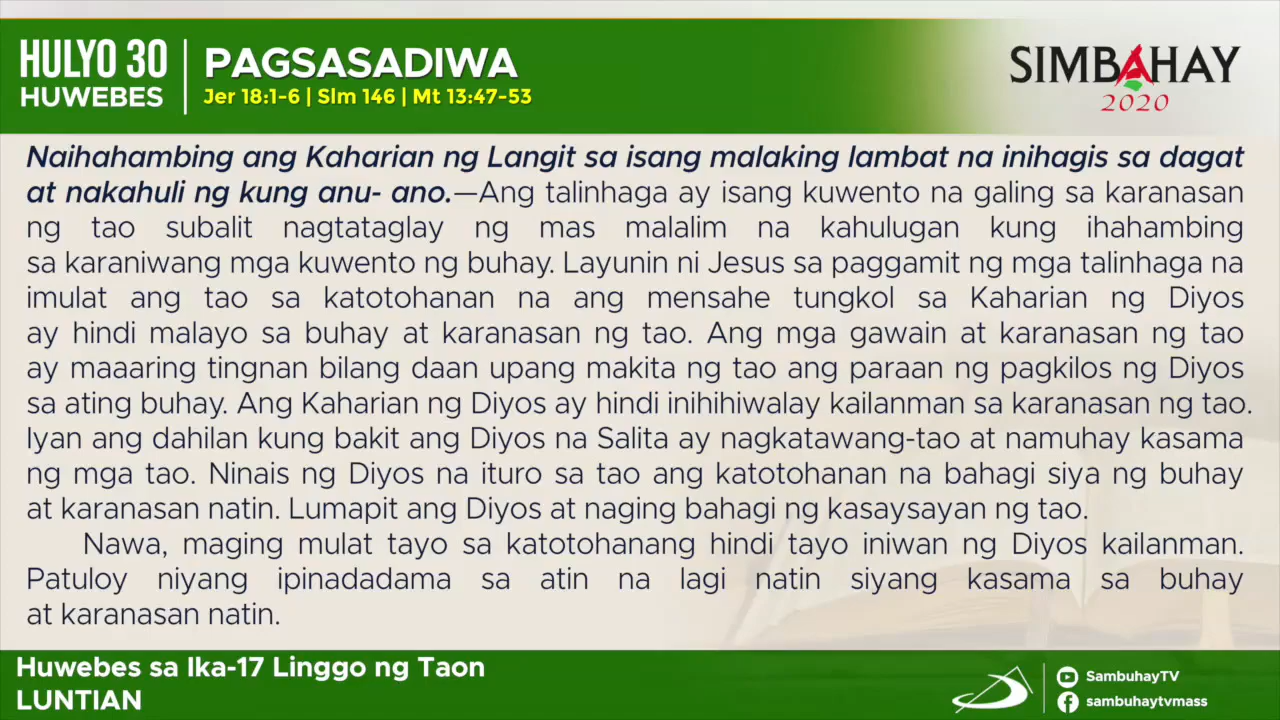 HULYO 30
HUWEBES
PAGSASADIWA
Jer 18:1-6 | Slm 146 | Mt 13:47-53
SIMBAHAY
2020
Naihahambing ang Kaharian ng Langit sa isang malaking lambat na inihagis sa dagat
at nakahuli ng kung anu- ano.—Ang talinhaga ay isang kuwento na galing sa karanasan
ng tao subalit nagtataglay ng mas malalim na kahulugan kung ihahambing
sa karaniwang mga kuwento ng buhay. Layunin ni Jesus sa paggamit ng mga talinhaga na
imulat ang tao sa katotohanan na ang mensahe tungkol sa Kaharian ng Diyos
ay hindi malayo sa buhay at karanasan ng tao. Ang mga gawain at karanasan ng tao
ay maaaring tingnan bilang daan upang makita ng tao ang paraan ng pagkilos ng Diyos
sa ating buhay. Ang Kaharian ng Diyos ay hindi inihihiwalay kailanman sa karanasan ng tao.
Iyan ang dahilan kung bakit ang Diyos na Salita ay nagkatawang-tao at namuhay kasama
ng mga tao. Ninais ng Diyos na ituro sa tao ang katotohanan na bahagi siya ng buhay
at karanasan natin. Lumapit ang Diyos at naging bahagi ng kasaysayan ng tao.
Nawa, maging mulat tayo sa katotohanang hindi tayo iniwan ng Diyos kailanman.
Patuloy niyang ipinadadama sa atin na lagi natin siyang kasama sa buhay
at karanasan natin.
Huwebes sa Ika-17 Linggo ng Taon
LUNTIAN
SambuhayTV
sambuhaytvmass